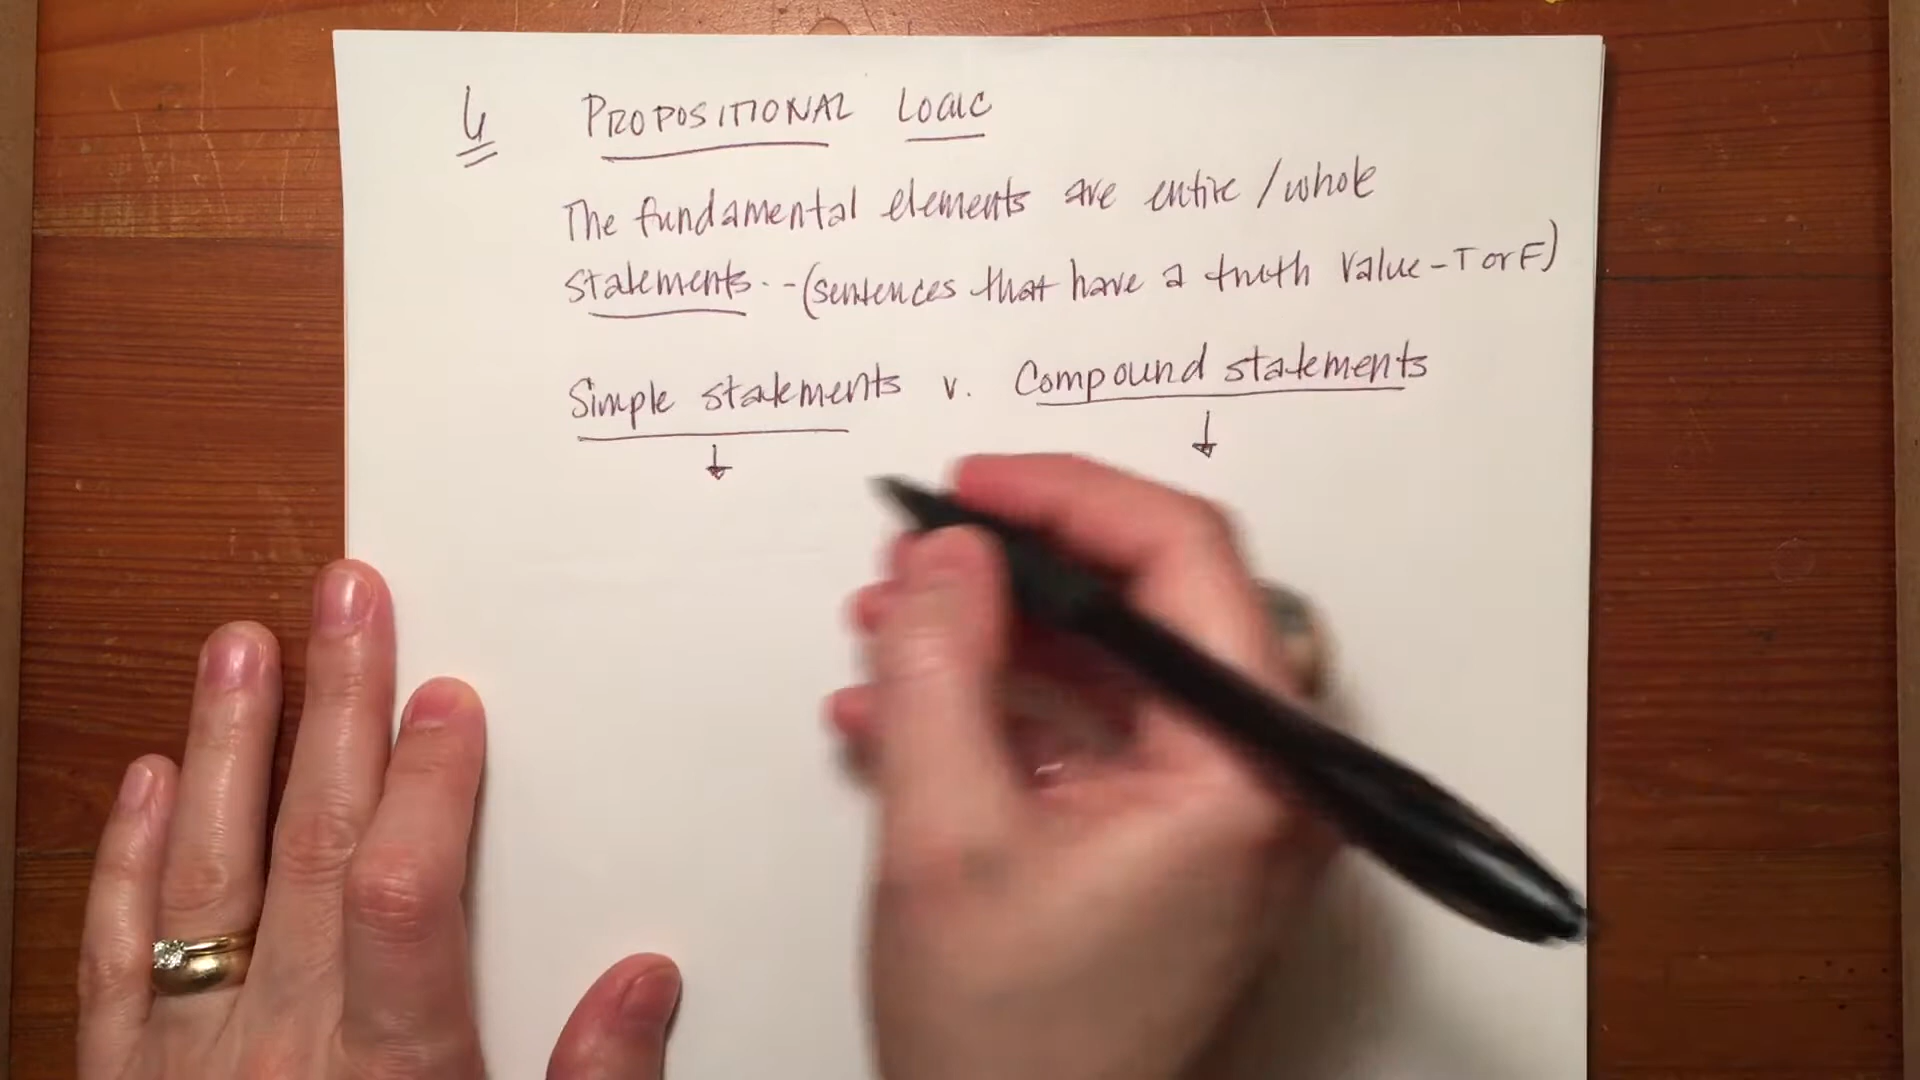 4 PROPOSITIONAL LOGIC
The fundamental elements are entire / whole
statements. - (sentences that have a truth value - T or F)
Simple statements v. Compound statements